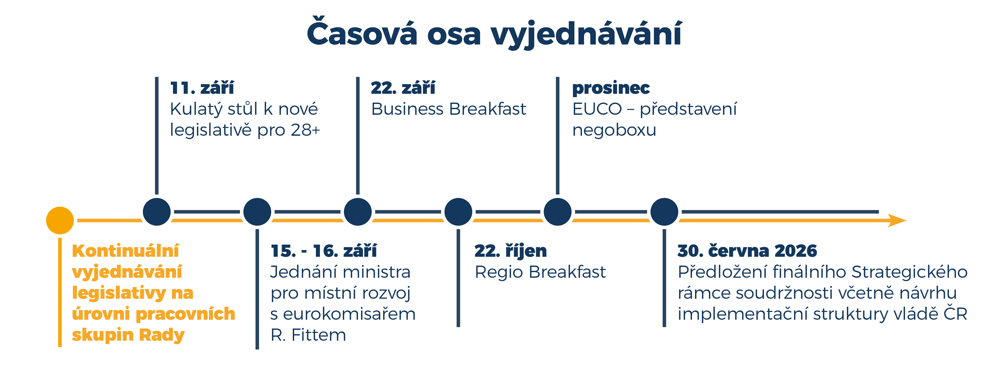 Časová osa vyjednávání
11. září
Kulatý stůl k nové
legislativě pro 28+
22. září
Business Breakfast
prosinec
EUCO – představení
negoboxu
Kontinuální
vyjednávání
legislativy na
úrovni pracovních
skupin Rady
15. - 16. září
Jednání ministra
pro místní rozvoj
s eurokomisařem
R. Fittem
22. říjen
Regio Breakfast
30. června 2026
Předložení finálního Strategického
rámce soudržnosti včetně návrhu
implementační struktury vládě ČR